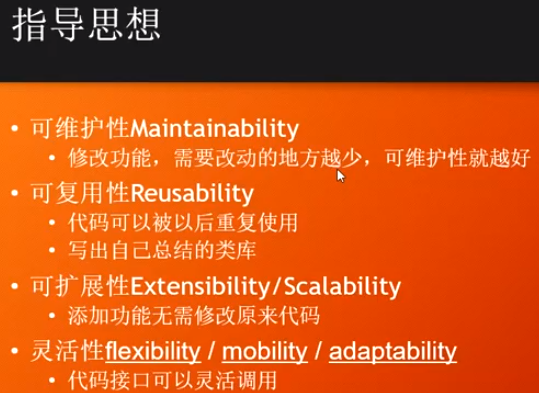 指导思想
• 可维护性Maintainability
• 修改功能，需要改动的地方越少，可维护性就越好
• 可复用性Reusability
• 代码可以被以后重复使用
• 写出自己总结的类库
• 可扩展性Extensibility/Scalability
• 添加功能无需修改原来代码
• 灵活性flexibility / mobility / adaptability
• 代码接口可以灵活调用